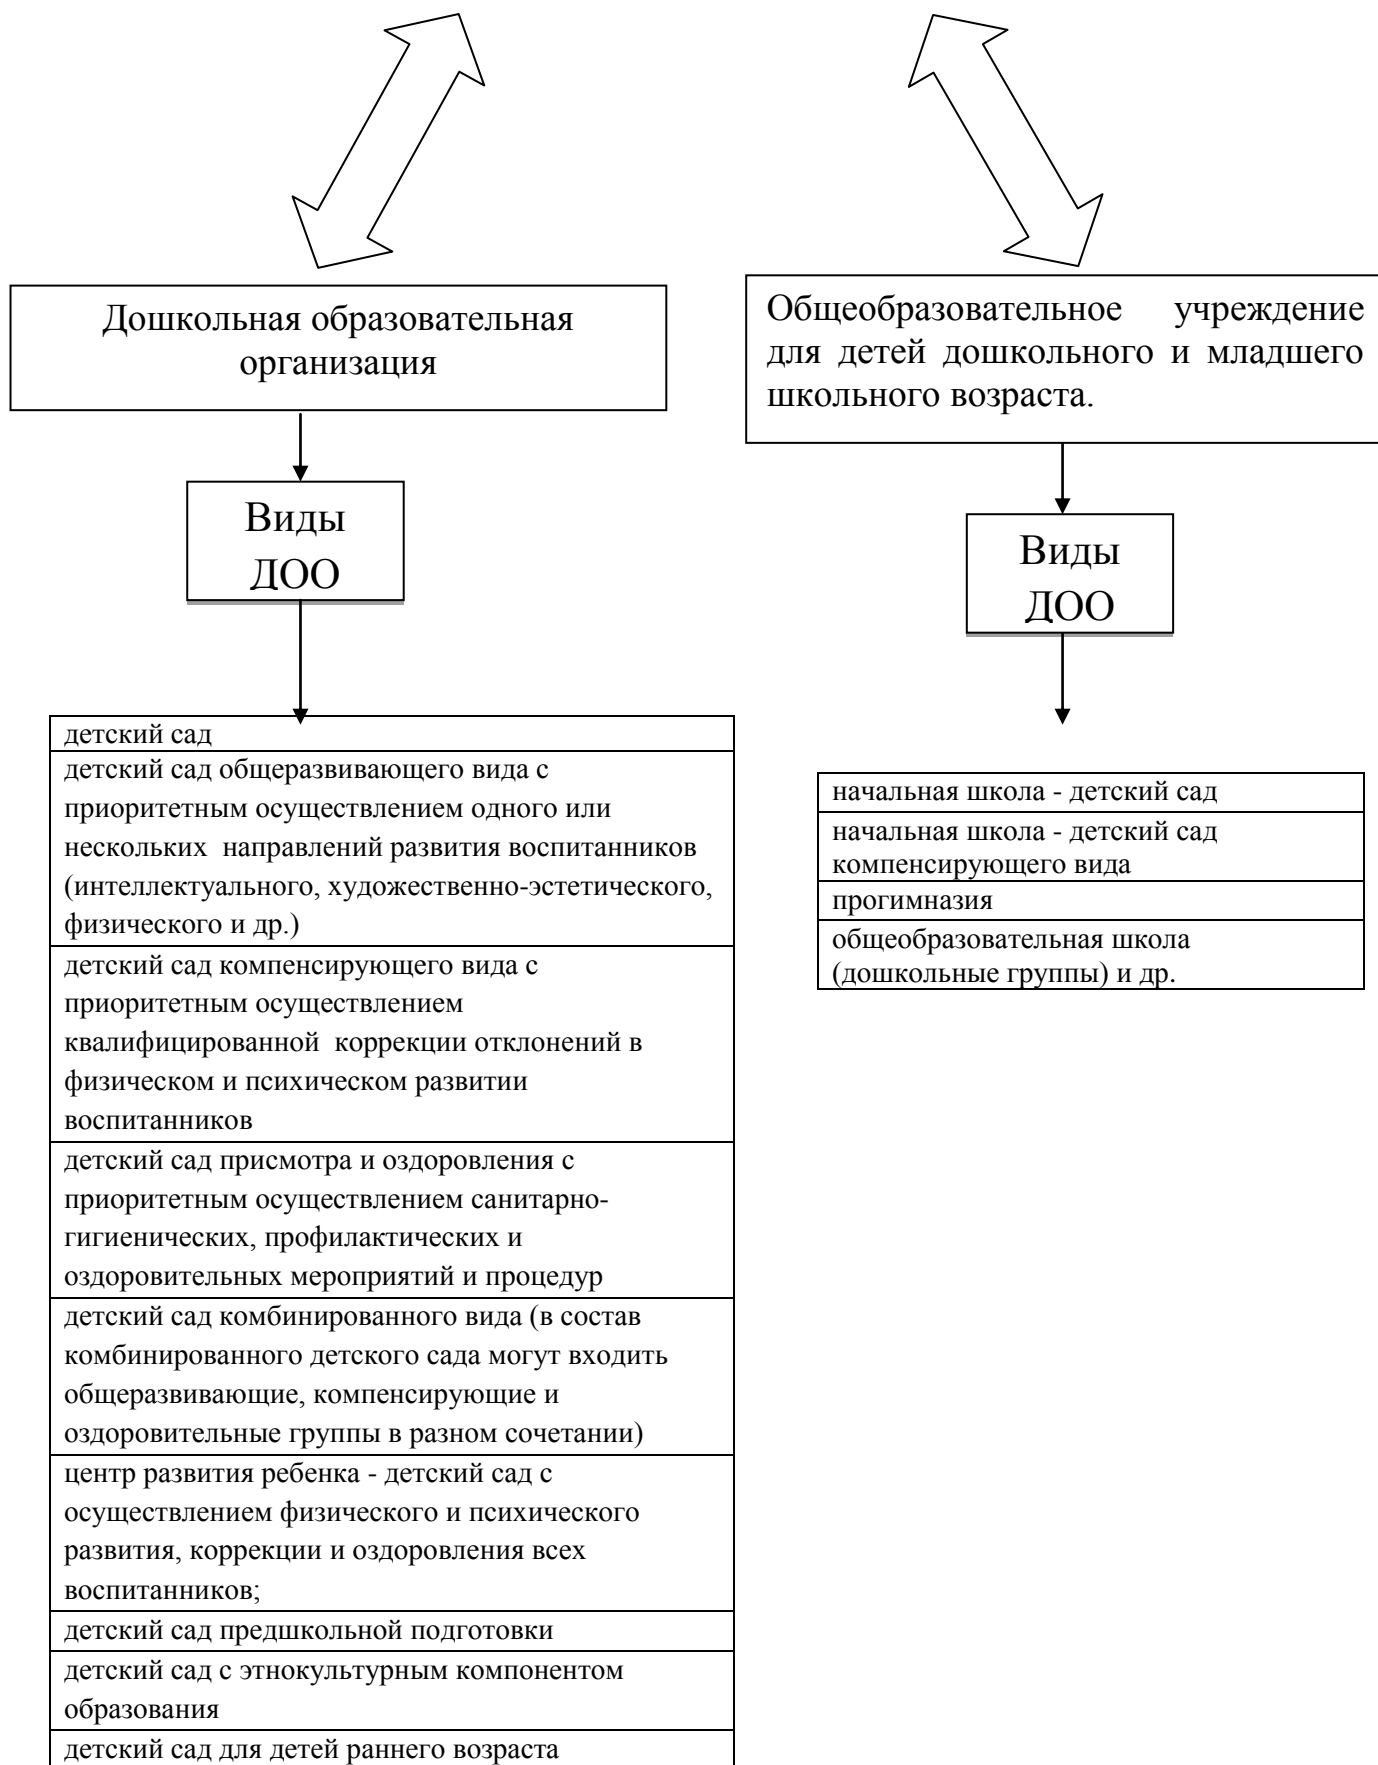 Дошкольная образовательная
организация
Виды
ДОО
детский сад
детский сад общеразвивающего вида с
приоритетным осуществлением одного или
нескольких  направлений развития воспитанников
(интеллектуального, художественно-эстетического,
физического и др.)
детский сад компенсирующего вида с
приоритетным осуществлением
квалифицированной  коррекции отклонений в
физическом и психическом развитии
воспитанников
детский сад присмотра и оздоровления с
приоритетным осуществлением санитарно-
гигиенических, профилактических и
оздоровительных мероприятий и процедур
детский сад комбинированного вида (в состав
комбинированного детского сада могут входить
общеразвивающие, компенсирующие и
оздоровительные группы в разном сочетании)
центр развития ребенка - детский сад с
осуществлением физического и психического
развития, коррекции и оздоровления всех
воспитанников;
детский сад предшкольной подготовки
детский сад с этнокультурным компонентом
образования
детский сад для детей раннего возраста
Общеобразовательное учреждение
для детей дошкольного и младшего
школьного возраста.
Виды
ДОО
начальная школа - детский сад
начальная школа - детский сад
компенсирующего вида
прогимназия
общеобразовательная школа
(дошкольные группы) и др.